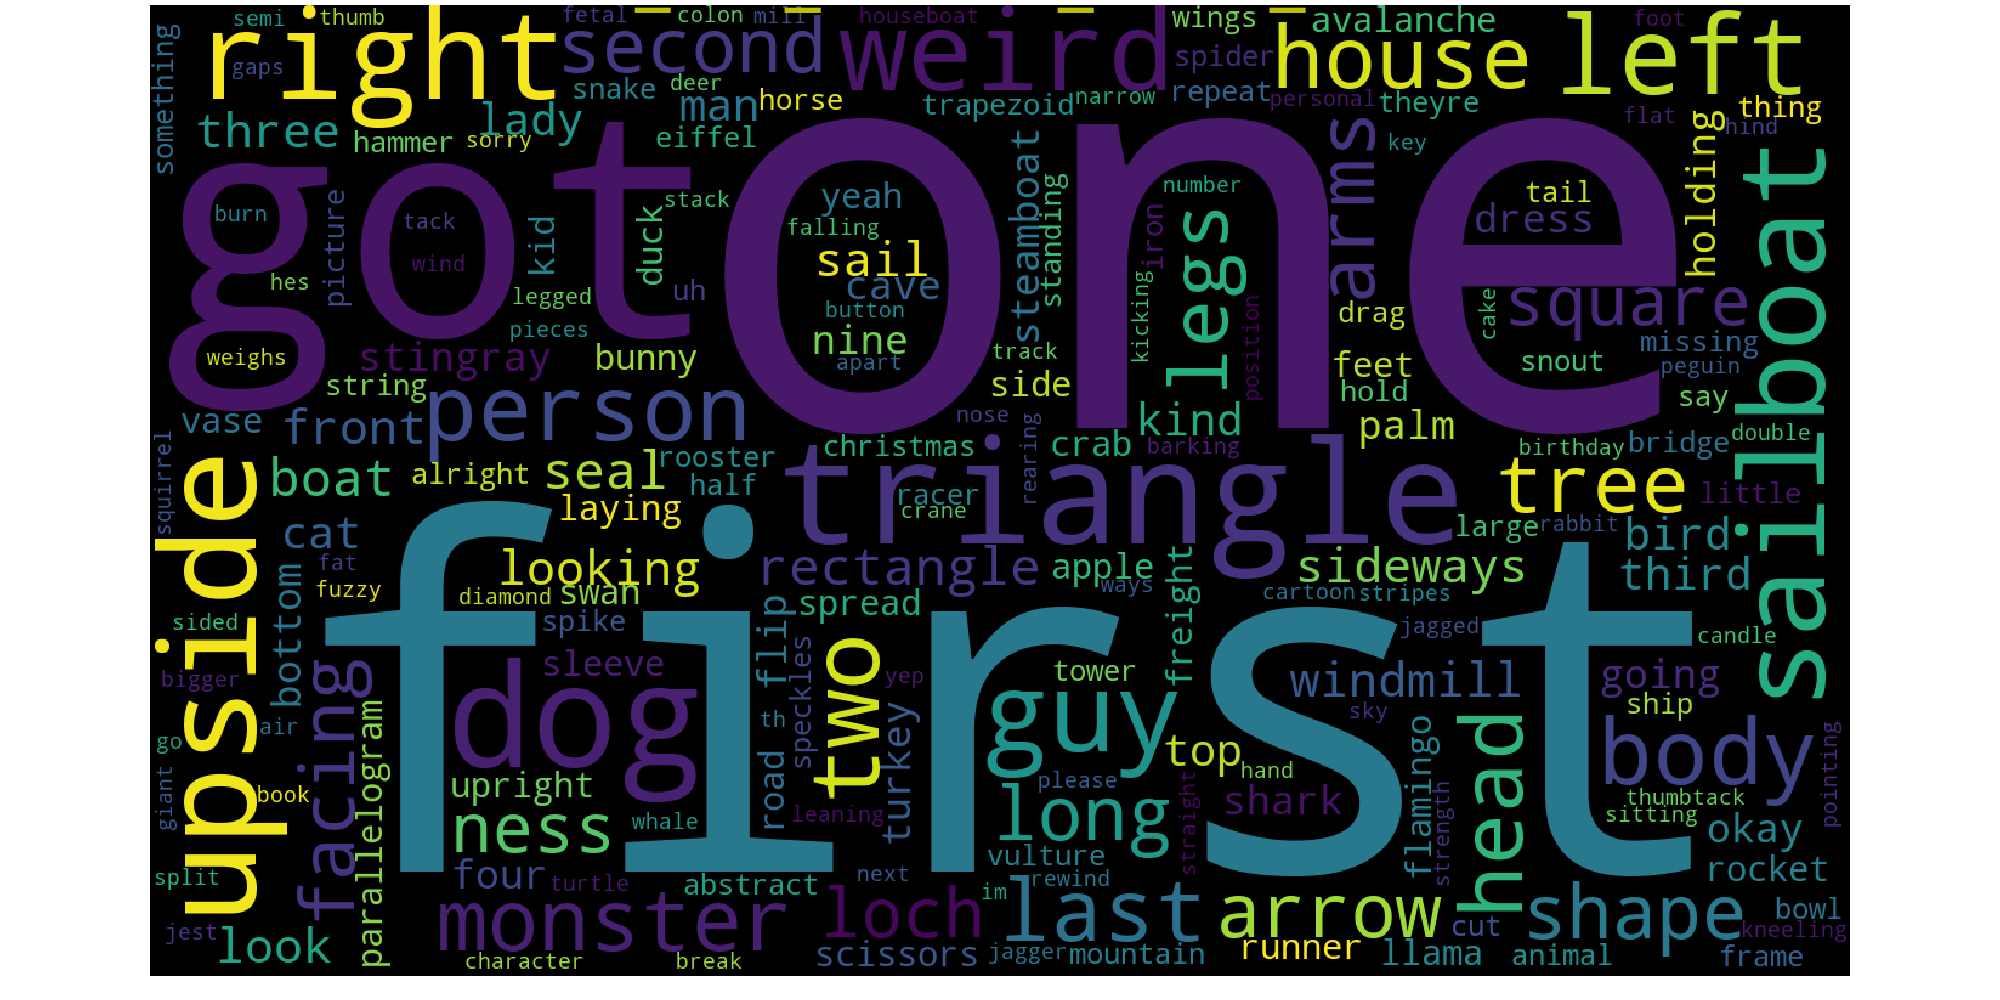 semi
thumb
fetal
colon
mill
houseboat
wings
avalanche
foot
something
gaps
right
second
weird
spider
house
left
snake
deer
man
horse
trapezoid
narrow
repeat
personal
theyre
flat
thing
hind
three
hammer
sorry
lady
eiffel
steamboat
arms
key
holding
got
one
burn
picture
tack
wind
kid
duck
stack
yeah
falling
sail
cave
button
nine
apart
standing
number
iron
legs
kicking
position
tail
dress
cake
square
sailboat
hes
legged
pieces
uh
drag
weighs
stingray
bunny
track
side
feet
hold
snout
missing
peguin
say
string
vase
front
person
nose
rearing
kind
palm
birthday
bridge
double
christmas
crab
barking
squirrel
upside
boat
alright
seal
rooster
half
triangle
racer
crane
tree
little
laying
cat
fat
fuzzy
looking
diamond
swan
rectangle
apple
ways
freight
large
rabbit
sideways
bird
third
cartoon
stripes
bottom
sided
first
spike
flip
road
spread
jagged
candle
bigger
facing
dog
sleeve
speckles
two
yep
guy
tower
windmill
going
sky
ship
air
th
go
parallelogram
turkey
top
hand
flamingo
head
body
pointing
giant
book
upright
please
leaning
long
shark
straight
strength
thumbtack
sitting
okay
ness
whale
vulture
split
four
turtle
abstract
next
im
rewind
rocket
jest
look
monster
loch
last
arrow
cut
shape
bowl
kneeling
character
break
scissors
jagger
mountain
runner
llama
animal
frame